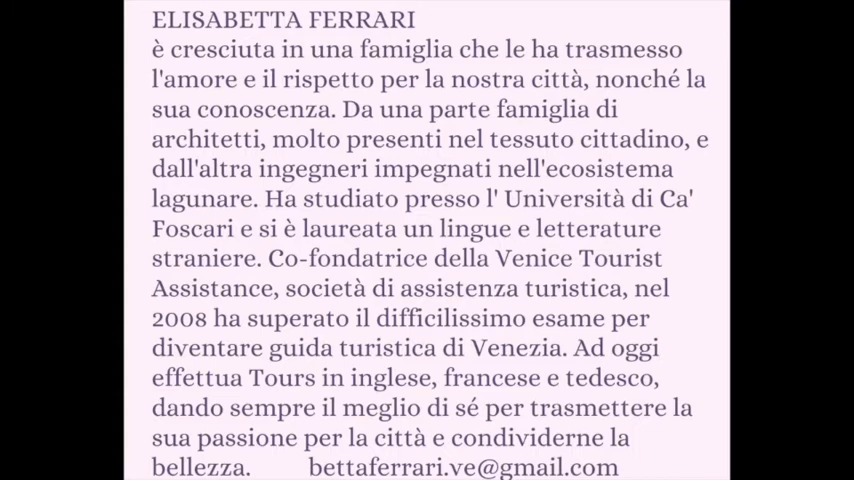 ELISABETTA FERRARI
è cresciuta in una famiglia che le ha trasmesso
l'amore e il rispetto per la nostra città, nonché la
sua conoscenza. Da una parte famiglia di
architetti, molto presenti nel tessuto cittadino, e
dall'altra ingegneri impegnati nell'ecosistema
lagunare. Ha studiato presso l' Università di Ca'
Foscari e si è laureata un lingue e letterature
straniere. Co-fondatrice della Venice Tourist
Assistance, società di assistenza turistica, nel
2008 ha superato il difficilissimo esame per
diventare guida turistica di Venezia. Ad oggi
effettua Tours in inglese, francese e tedesco,
dando sempre il meglio di sé per trasmettere la
sua passione per la città e condividerne la
bellezza. bettaferrari.ve@gmail.com